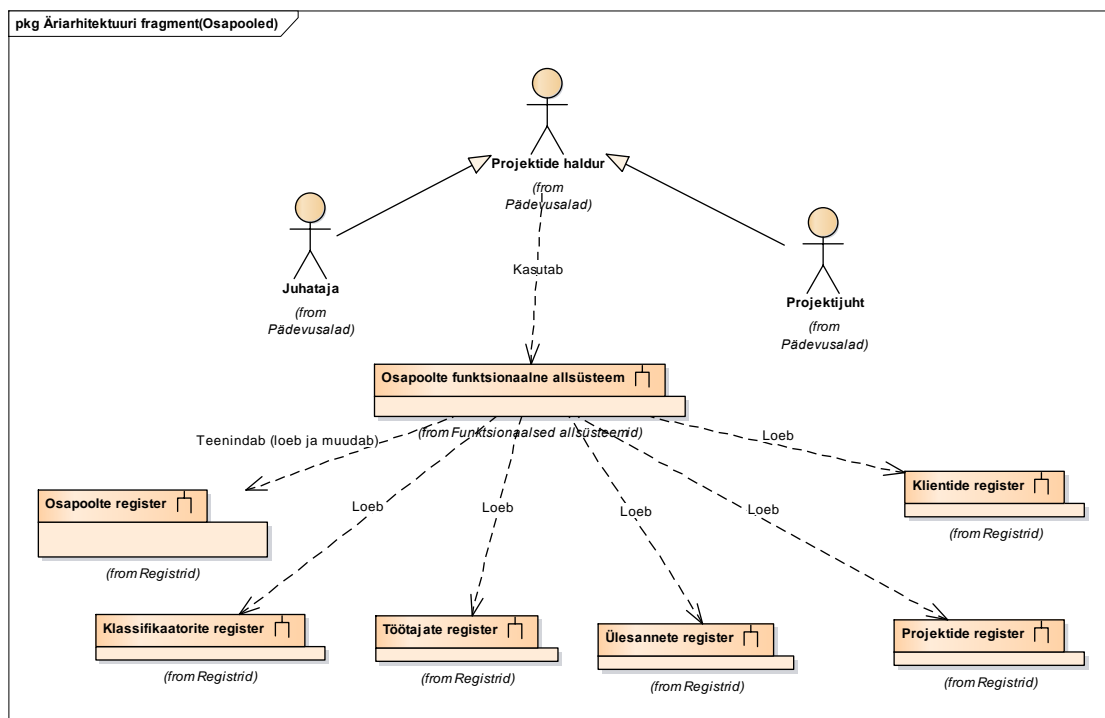 pkg Äriarhitektuuri fragment(Osapooled)
Projektide haldur
(from
Pädevusalad)
Juhataja
(from
Pädevusalad)
Projektijuht
(from
Pädevusalad)
Kasutab
Osapoolte funktsionaalne allsüsteem
(from Funktsionaalsed allsüsteemid)
Teenindab (loeb ja muudab)
Loeb
Osapoolte register
(from Registrid)
Klientide register
(from Registrid)
Loeb
Loeb
Loeb
Loeb
Klassifikaatorite register
(from Registrid)
Töötajate register
(from Registrid)
Ülesannete register
(from Registrid)
Projektide register
(from Registrid)